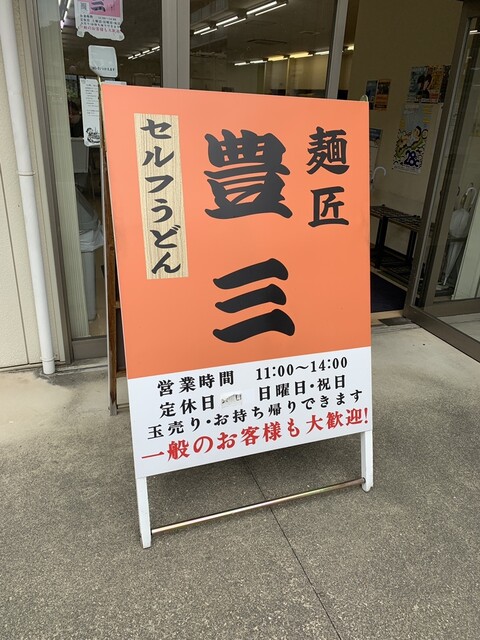 麺匠
豊三
セルフうどん
営業時間 11:00～14:00
定休日 日曜日・祝日
玉売り・お持ち帰りできます
一般のお客様も大歓迎!